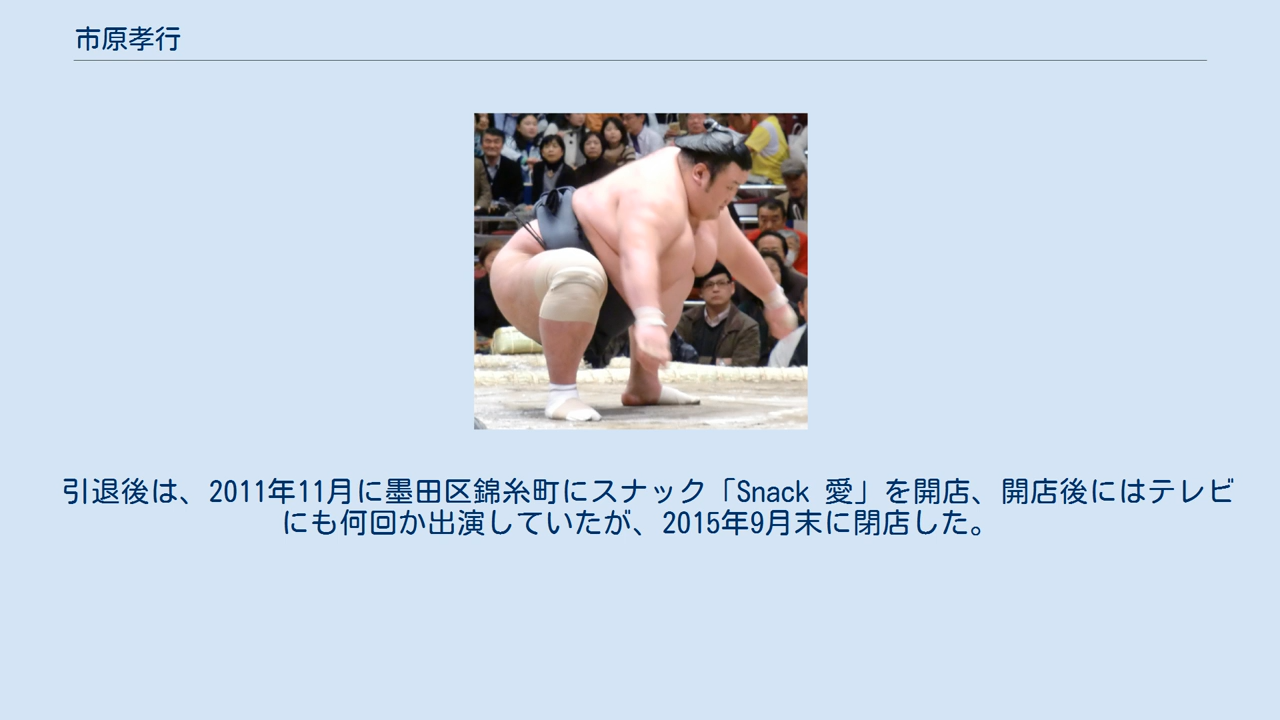 市原孝行
引退後は、2011年11月に墨田区錦糸町にスナック「Snack 愛」を開店、開店後にはテレビ
にも何回か出演していたが、2015年9月末に閉店した。